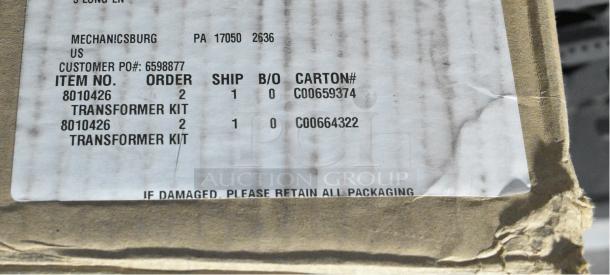 MECHANICSBURG PA 17050 2636
US
CUSTOMER PO#: 6598877
ITEM NO. ORDER SHIP B/O CARTON#
8010426 2 1 0 C00659374
TRANSFORMER KIT
8010426 2 1 0 C00664322
TRANSFORMER KIT
PCI
AUCTION GROUP
IF DAMAGED, PLEASE RETAIN ALL PACKAGING